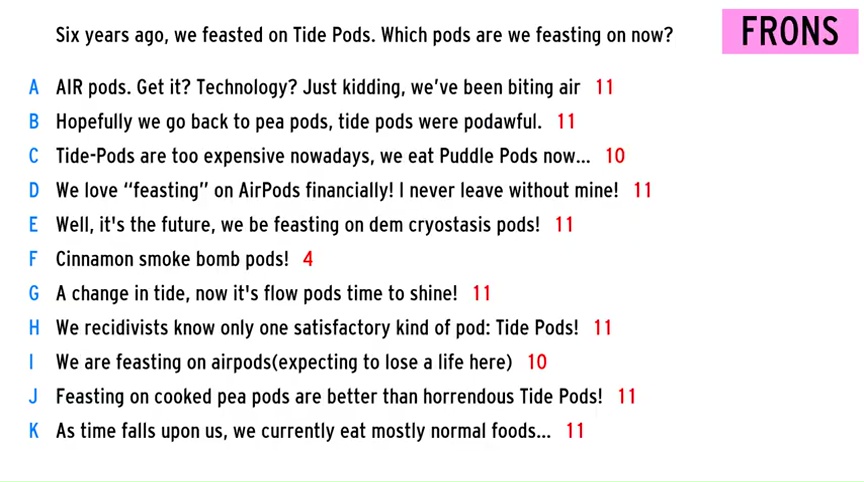 Six years ago, we feasted on Tide Pods. Which pods are we feasting on now?
FRONS
A AIR pods. Get it? Technology? Just kidding, we've been biting air 11
B Hopefully we go back to pea pods, tide pods were podawful. 11
C Tide-Pods are too expensive nowadays, we eat Puddle Pods now... 10
D We love “feasting” on AirPods financially! I never leave without mine! 11
E Well, it's the future, we be feasting on dem cryostasis pods! 11
F Cinnamon smoke bomb pods! 4
G A change in tide, now it's flow pods time to shine! 11
H We recidivists know only one satisfactory kind of pod: Tide Pods! 11
I We are feasting on airpods(expecting to lose a life here) 10
J Feasting on cooked pea pods are better than horrendous Tide Pods! 11
K As time falls upon us, we currently eat mostly normal foods... 11